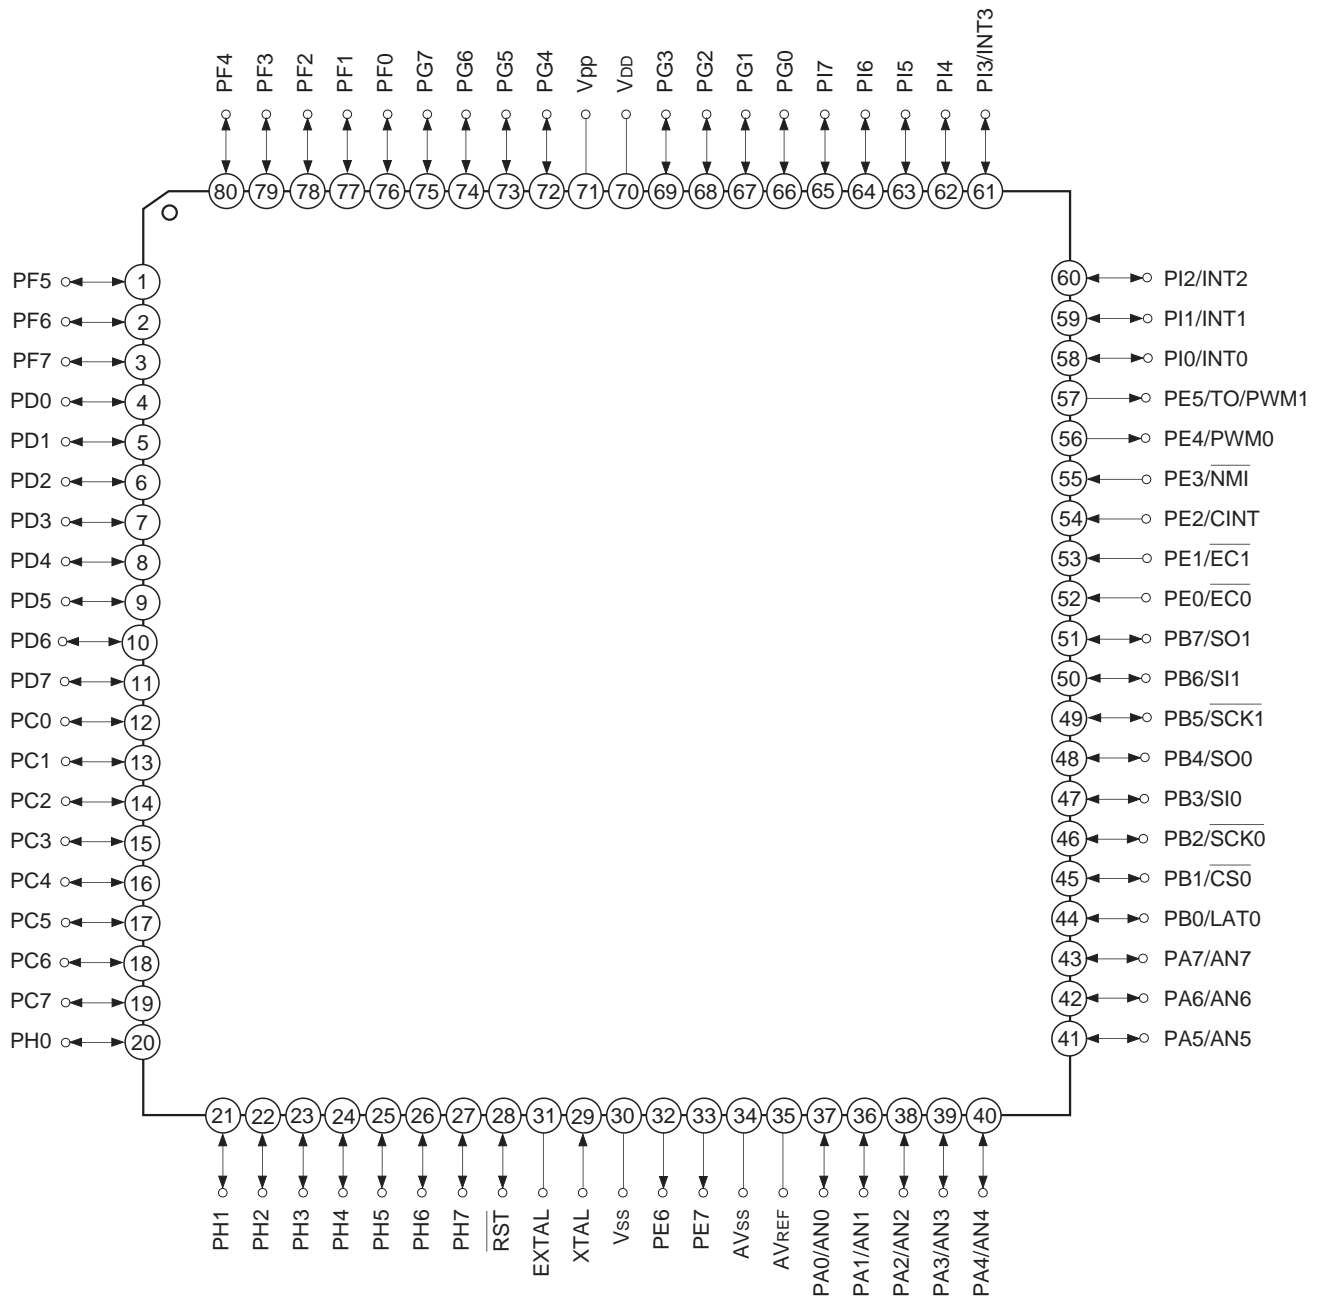 PF4
PF3
PF2
PF1
PF0
PG7
PG6
PG5
PG4
Vpp
VDD
PG3
PG2
PG1
PG0
PI7
PI6
PI5
PI4
PI3/INT3
80
79
78
77
76
75
74
73
72
71
70
69
68
67
66
65
64
63
62
61
PF5 1
PF6 2
PF7 3
PD0 4
PD1 5
PD2 6
PD3 7
PD4 8
PD5 9
PD6 10
PD7 11
PC0 12
PC1 13
PC2 14
PC3 15
PC4 16
PC5 17
PC6 18
PC7 19
PH0 20
60 PI2/INT2
59 PI1/INT1
58 PI0/INT0
57 PE5/TO/PWM1
56 PE4/PWM0
55 PE3/NMI
54 PE2/CINT
53 PE1/EC1
52 PE0/EC0
51 PB7/SO1
50 PB6/SI1
49 PB5/SCK1
48 PB4/SO0
47 PB3/SI0
46 PB2/SCK0
45 PB1/CS0
44 PB0/LAT0
43 PA7/AN7
42 PA6/AN6
41 PA5/AN5
21
22
23
24
25
26
27
28
31
29
30
32
33
34
35
37
36
38
39
40
PH1
PH2
PH3
PH4
PH5
PH6
PH7
RST
EXTAL
XTAL
VSS
PE6
PE7
AVSS
AVREF
PA0/AN0
PA1/AN1
PA2/AN2
PA3/AN3
PA4/AN4